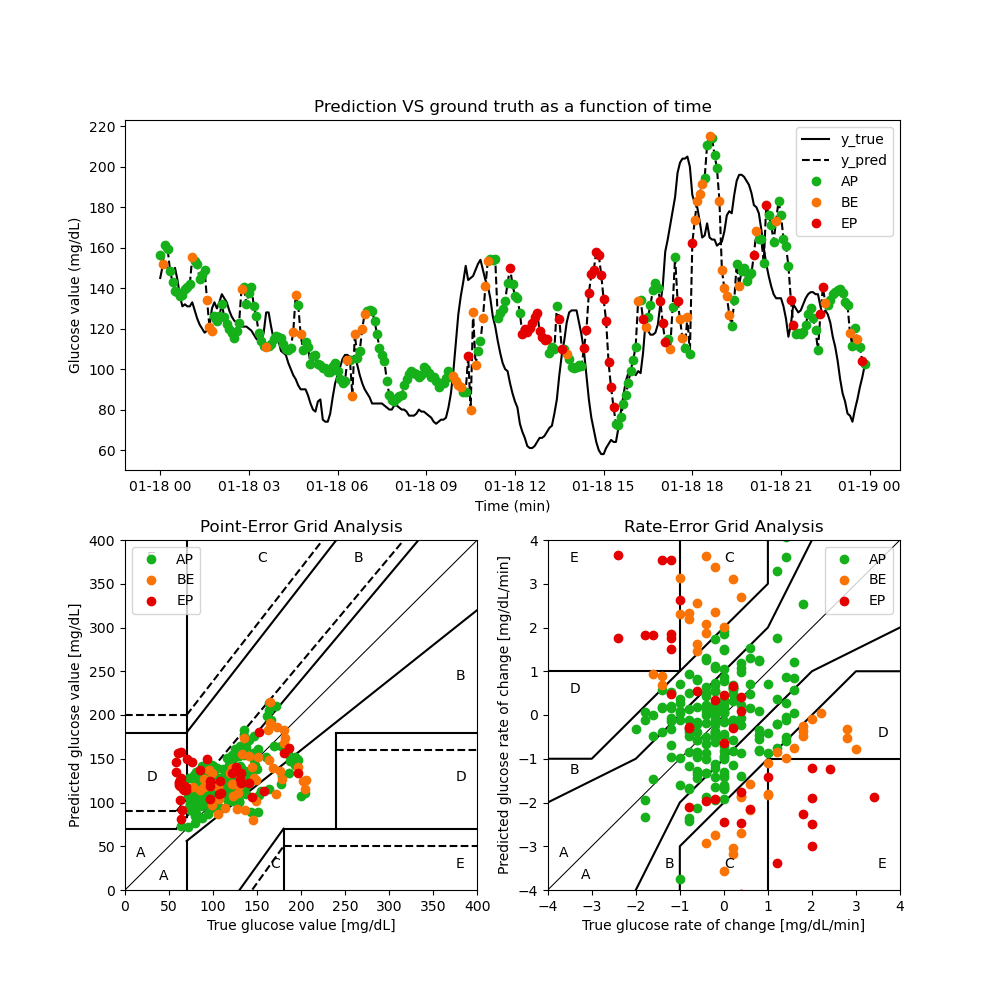 Prediction VS ground truth as a function of time
Glucose value (mg/dL)
220
200
180
160
140
120
100
80
60
y_true
y_pred
AP
BE
EP
01-18 00 01-18 03 01-18 06 01-18 09 01-18 12 01-18 15 01-18 18 01-18 21 01-19 00
Time (min)
Point-Error Grid Analysis
Predicted glucose value [mg/dL]
400
350
300
250
200
150
100
50
0
AP
BE
EP
C
B
B
D
D
A
A
C
E
0 50 100 150 200 250 300 350 400
True glucose value [mg/dL]
Rate-Error Grid Analysis
Predicted glucose rate of change [mg/dL/min]
4
3
2
1
0
−1
−2
−3
−4
E
C
AP
BE
EP
D
D
B
A
A
B
C
E
−4 −3 −2 −1 0 1 2 3 4
True glucose rate of change [mg/dL/min]